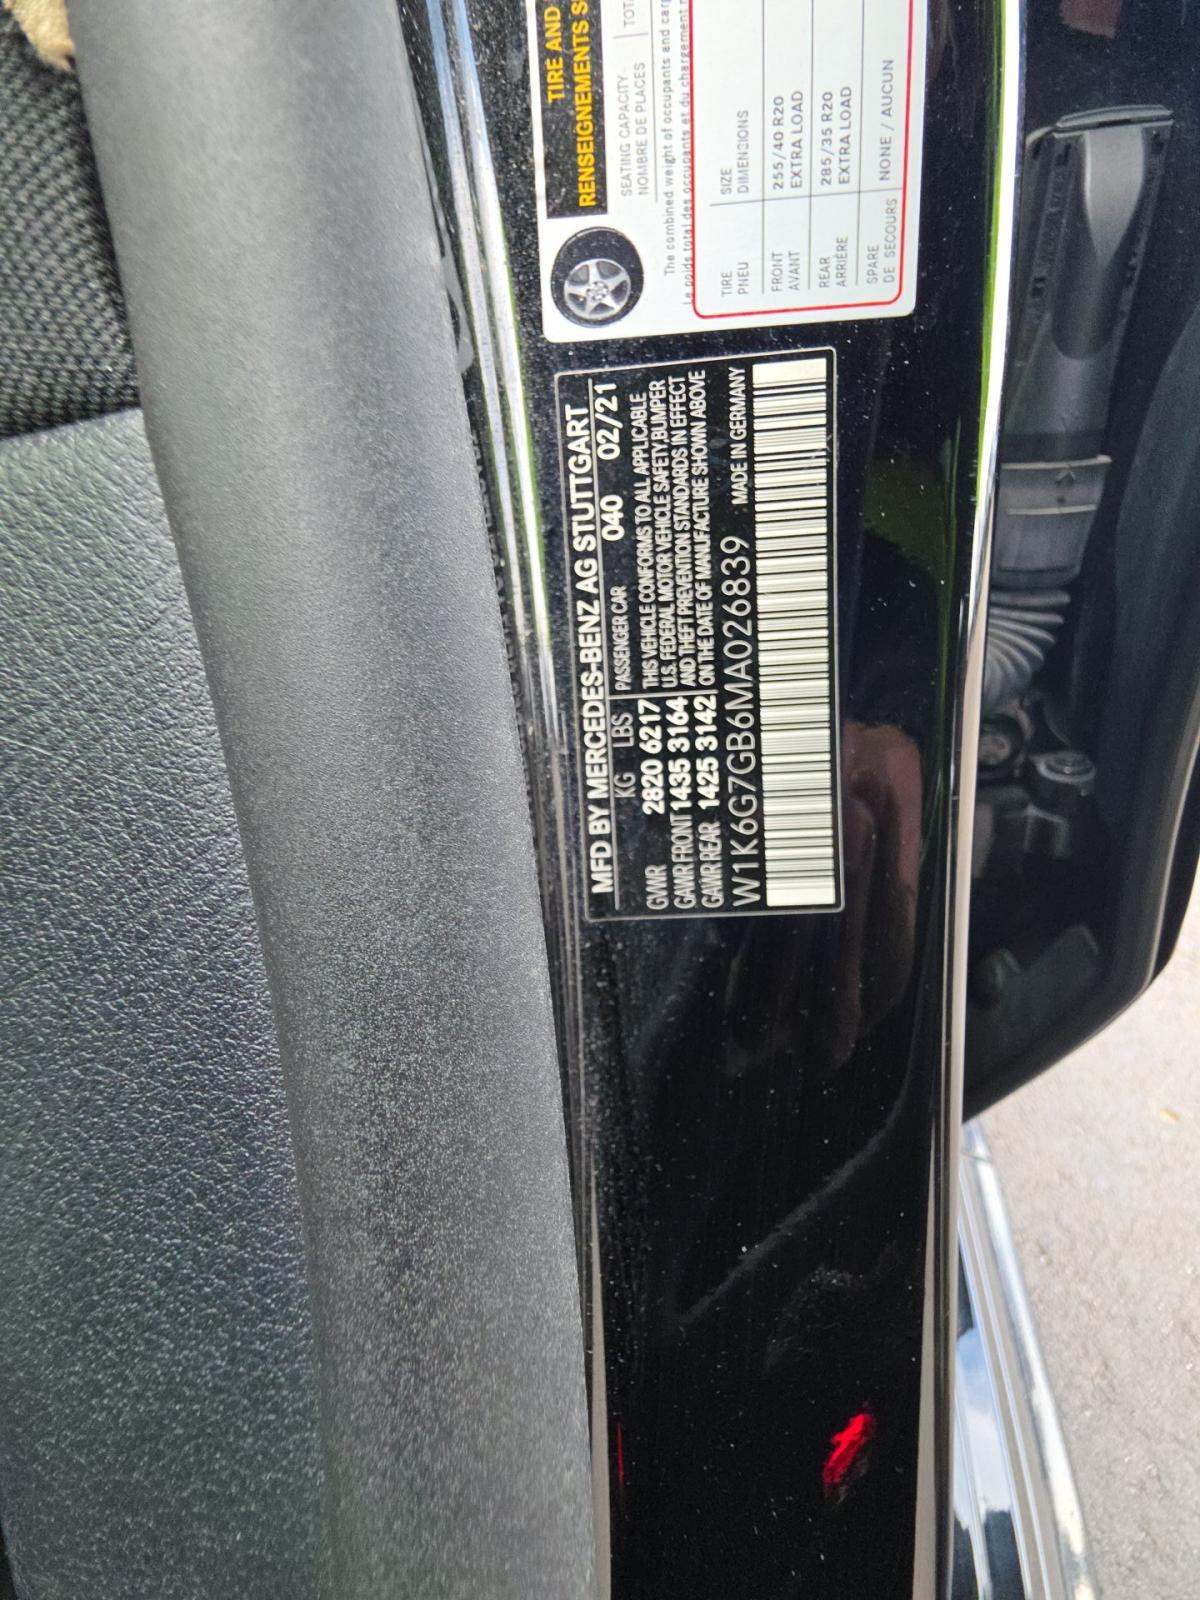 TIRE AND
RENSEIGNEMENTS
SEATING CAPACITY
NOMBRE DE PLACES
The combined weight of occupants and
Le poids total des occupants et du chargement
TIRE SIZE
PNEU DIMENSIONS
FRONT 255/40 R20
AVANT EXTRA LOAD
REAR 285/35 R20
ARRIÈRE EXTRA LOAD
SPARE
DE SECOURS NONE / AUCUN
MFD BY MERCEDES-BENZ AG STUTTGART
KG LBS PASSENGER CAR 040 02/21
GWR 2820 6217 THIS VEHICLE CONFORMS TO ALL APPLICABLE
U.S. FEDERAL MOTOR VEHICLE SAFETY,BUMPER
GAWR FRONT 1435 3164 AND THEFT PREVENTION STANDARDS IN EFFECT
GAWR REAR 1425 3142 ON THE DATE OF MANUFACTURE SHOWN ABOVE
W1K6G7GB6MA026839 MADE IN GERMANY